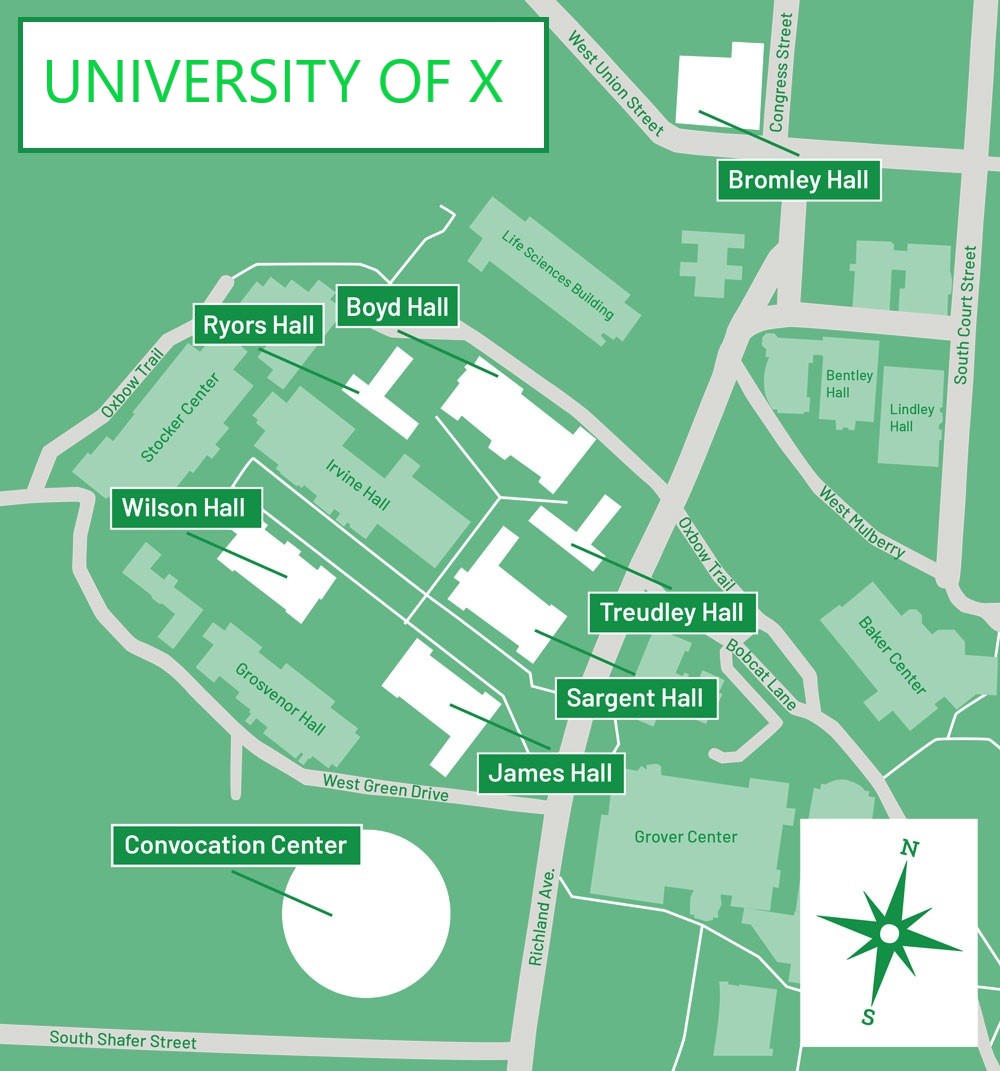 UNIVERSITY OF X
West Union Street
Congress Street
Bromley Hall
Life Sciences Building
South Court Street
Boyd Hall
Ryors Hall
Oxbow Trail
Stocker Center
Bentley
Hall
Lindley
Hall
Irvine Hall
Wilson Hall
West Mulberry
Oxbow Trail
Treudley Hall
Baker Center
Bobcat Lane
Grosvenor Hall
Sargent Hall
James Hall
West Green Drive
Grover Center
Convocation Center
N
Richland Ave.
S
South Shafer Street